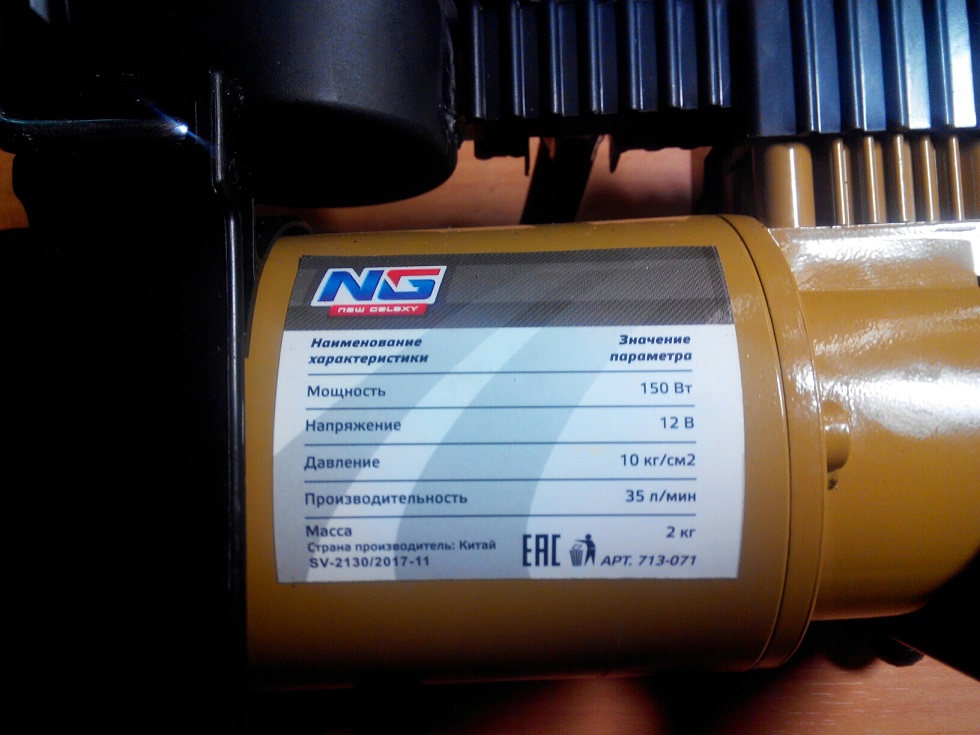 NG
NEW GALAXY
Наименование характеристики Значение параметра
Мощность 150 Вт
Напряжение 12 В
Давление 10 кг/см2
Производительность 35 л/мин
Масса 2 кг
Страна производитель: Китай
SV-2130/2017-11 EAC АРТ. 713-071